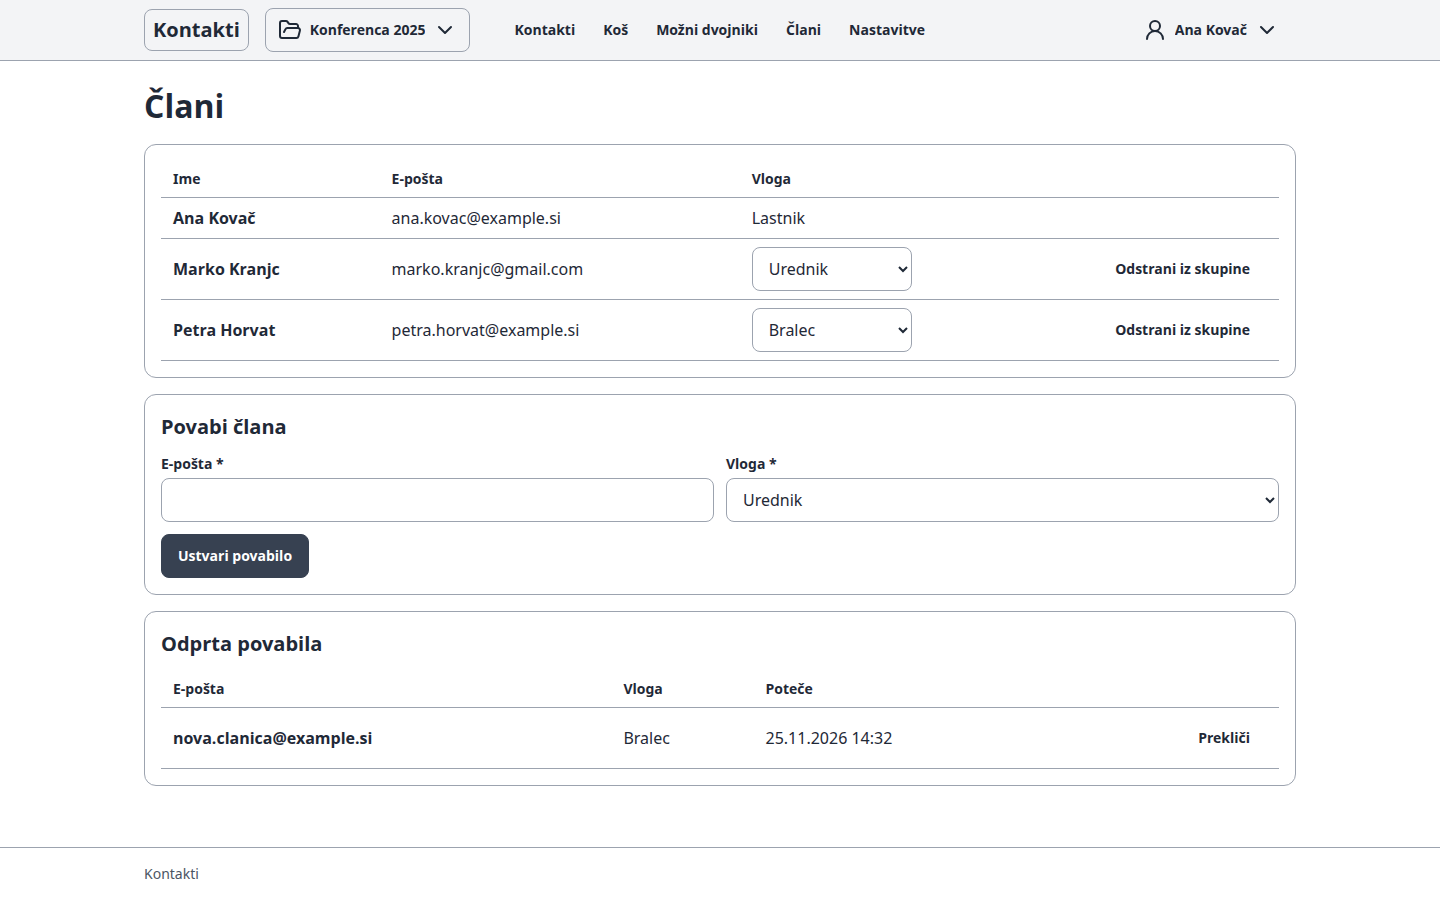 Kontakti
Konferenca 2025
Kontakti Koš Možni dvojniki Člani Nastavitve
Ana Kovač
Člani
Ime E-pošta Vloga
Ana Kovač ana.kovac@example.si Lastnik
Marko Kranjc marko.kranjc@gmail.com Urednik Odstrani iz skupine
Petra Horvat petra.horvat@example.si Bralec Odstrani iz skupine
Povabi člana
E-pošta * Vloga *
Urednik
Ustvari povabilo
Odprta povabila
E-pošta Vloga Poteče
nova.clanica@example.si Bralec 25.11.2026 14:32 Prekliči
Kontakti